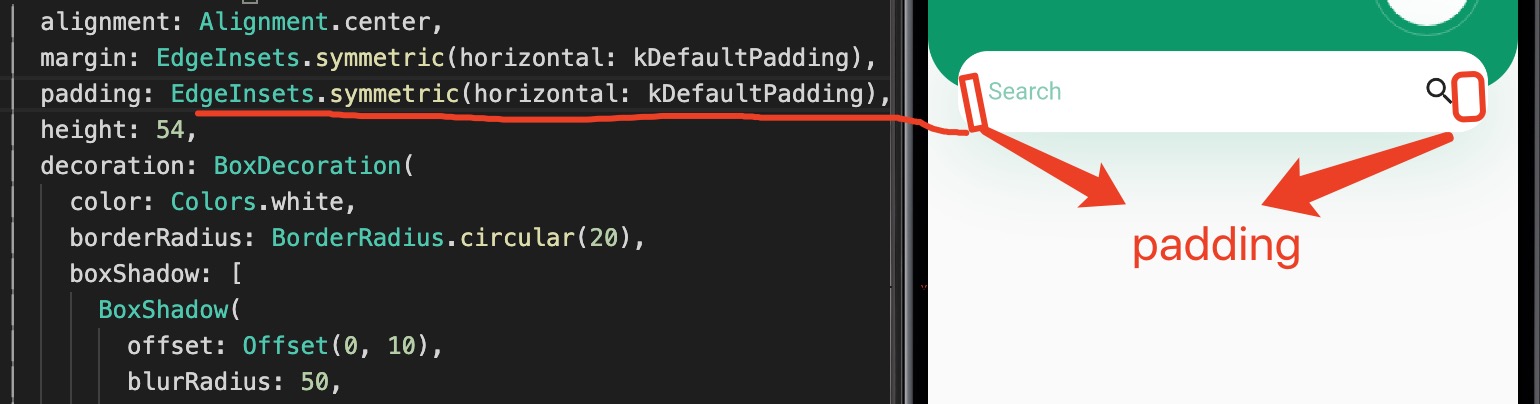 alignment: Alignment.center,
margin: EdgeInsets.symmetric(horizontal: kDefaultPadding),
padding: EdgeInsets.symmetric(horizontal: kDefaultPadding),
height: 54,
decoration: BoxDecoration(
color: Colors.white,
borderRadius: BorderRadius.circular(20),
boxShadow: [
BoxShadow(
offset: Offset(0, 10),
blurRadius: 50,
Search
padding